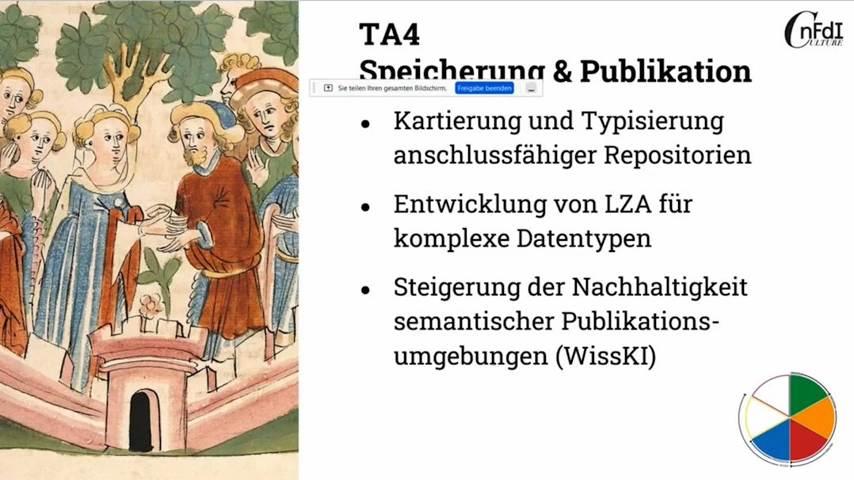 TA4
Speicherung & Publikation
Sie teilen Ihren gesamten Bildschirm. Freigabe beenden
• Kartierung und Typisierung
anschlussfähiger Repositorien
• Entwicklung von LZA für
komplexe Datentypen
• Steigerung der Nachhaltigkeit
semantischer Publikations-
umgebungen (WissKI)
nFdI
CULTURE